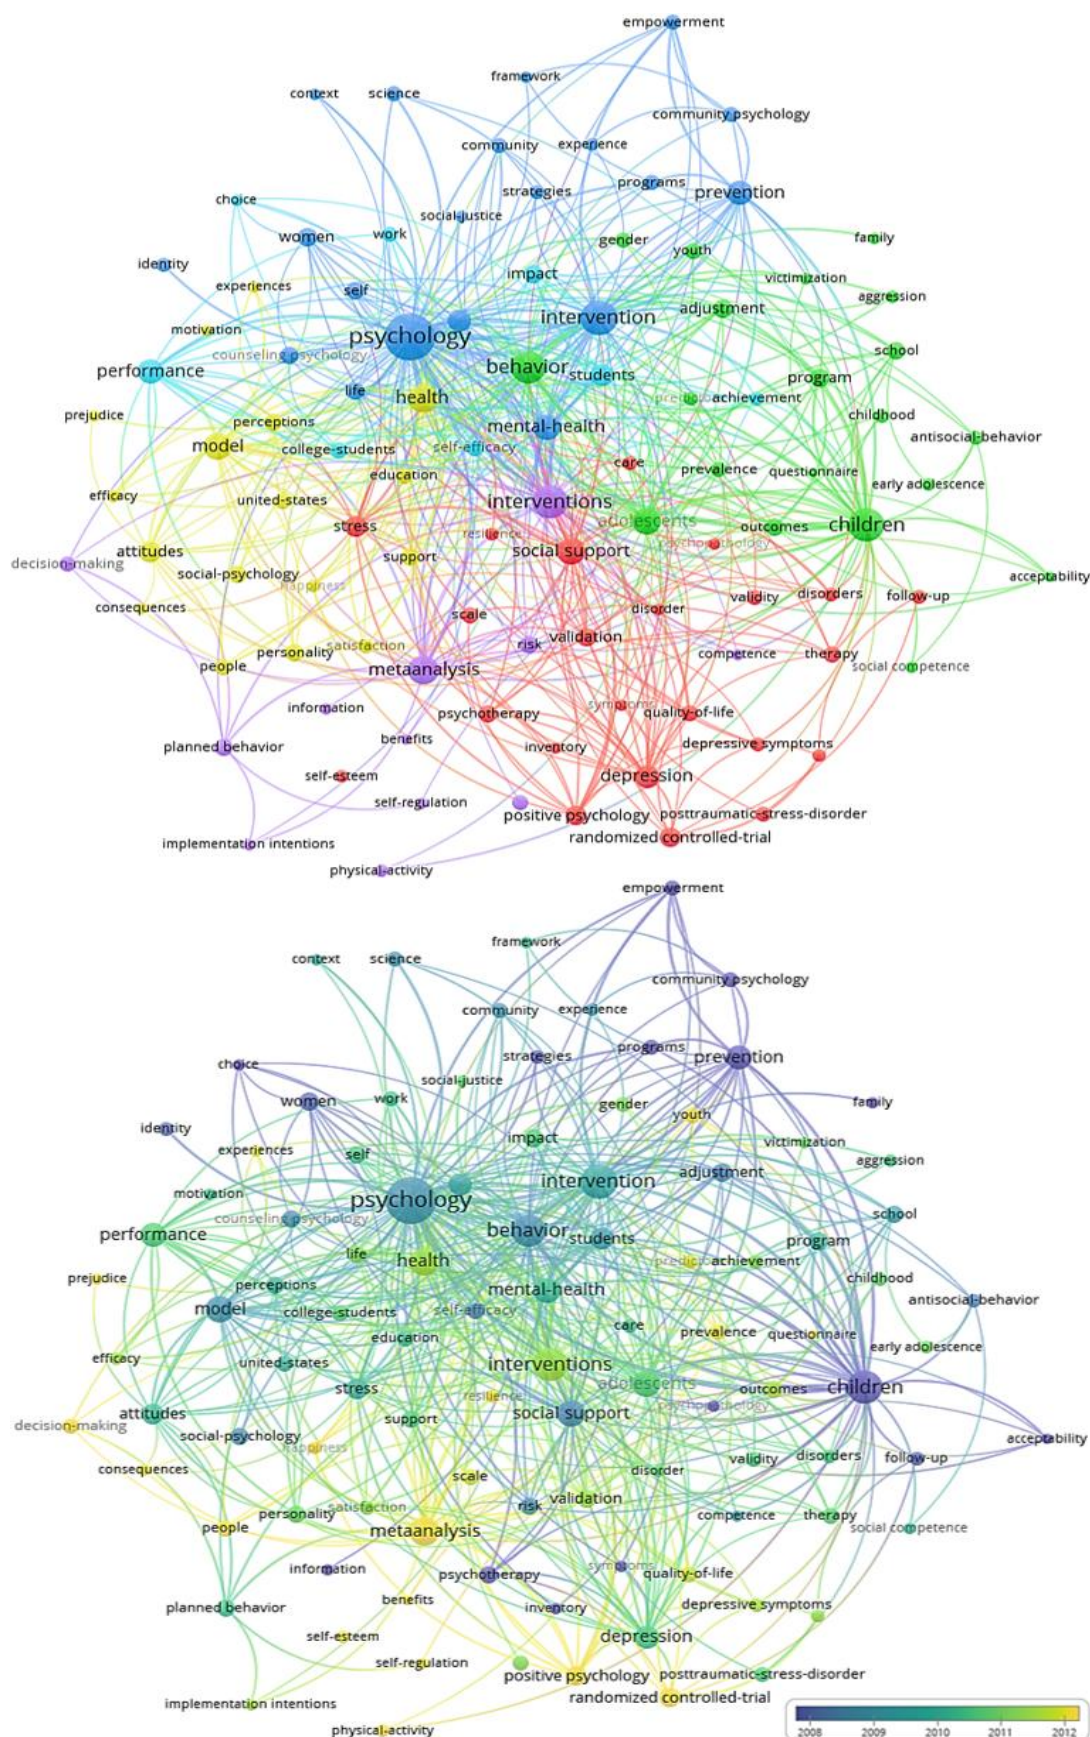 empowerment
framework
context
science
community psychology
community
experience
programs
prevention
strategies
choice
social-justice
women
work
gender
family
youth
identity
impact
victimization
experiences
self
aggression
adjustment
intervention
motivation
psychology
counseling psychology
school
performance
behavior
students
program
life
health
achievement
prejudice
perceptions
childhood
mental-health
model
college-students
self-efficacy
antisocial-behavior
care
education
prevalence
questionnaire
early adolescence
efficacy
united-states
interventions
stress
adolescents
outcomes
children
resilience
psychopathology
attitudes
support
social support
decision-making
social-psychology
happiness
acceptability
consequences
validity
disorders
follow-up
scale
disorder
risk
validation
personality
satisfaction
competence
therapy
people
metaanalysis
social competence
information
psychotherapy
symptoms
quality-of-life
planned behavior
benefits
inventory
depressive symptoms
self-esteem
depression
self-regulation
positive psychology
posttraumatic-stress-disorder
implementation intentions
randomized controlled-trial
physical-activity
empowerment
framework
context
science
community psychology
community
experience
programs
prevention
strategies
choice
social-justice
women
work
gender
family
youth
identity
impact
victimization
experiences
self
aggression
adjustment
intervention
motivation
psychology
counseling psychology
school
performance
behavior
students
program
life
health
achievement
prejudice
perceptions
childhood
mental-health
model
college-students
self-efficacy
antisocial-behavior
care
education
prevalence
questionnaire
early adolescence
efficacy
united-states
interventions
stress
adolescents
outcomes
children
resilience
psychopathology
attitudes
support
social support
decision-making
social-psychology
happiness
acceptability
consequences
validity
disorders
follow-up
scale
disorder
risk
validation
personality
satisfaction
competence
therapy
people
metaanalysis
social competence
information
psychotherapy
symptoms
quality-of-life
planned behavior
benefits
inventory
depressive symptoms
self-esteem
depression
self-regulation
positive psychology
posttraumatic-stress-disorder
implementation intentions
randomized controlled-trial
physical-activity
2008 2009 2010 2011 2012